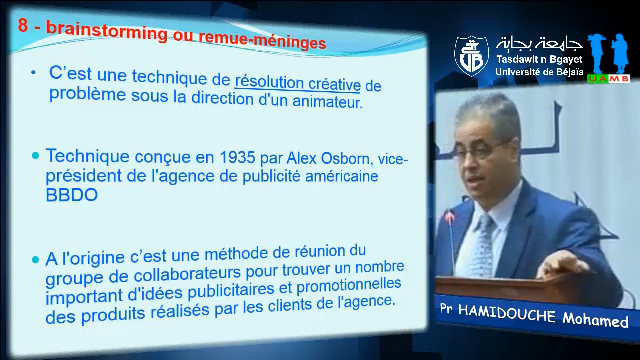 8 - brainstorming ou remue-méninges
• C'est une technique de résolution créative de
problème sous la direction d'un animateur.
• Technique conçue en 1935 par Alex Osborn, vice-
président de l'agence de publicité américaine
BBDO
• A l'origine c'est une méthode de réunion du
groupe de collaborateurs pour trouver un nombre
important d'idées publicitaires et promotionnelles
des produits réalisés par les clients de l'agence.
جامعة بجاية
Tasdawit n Bgayet
Université de Béjaïa
UAMB
Pr HAMIDOUCHE Mohamed